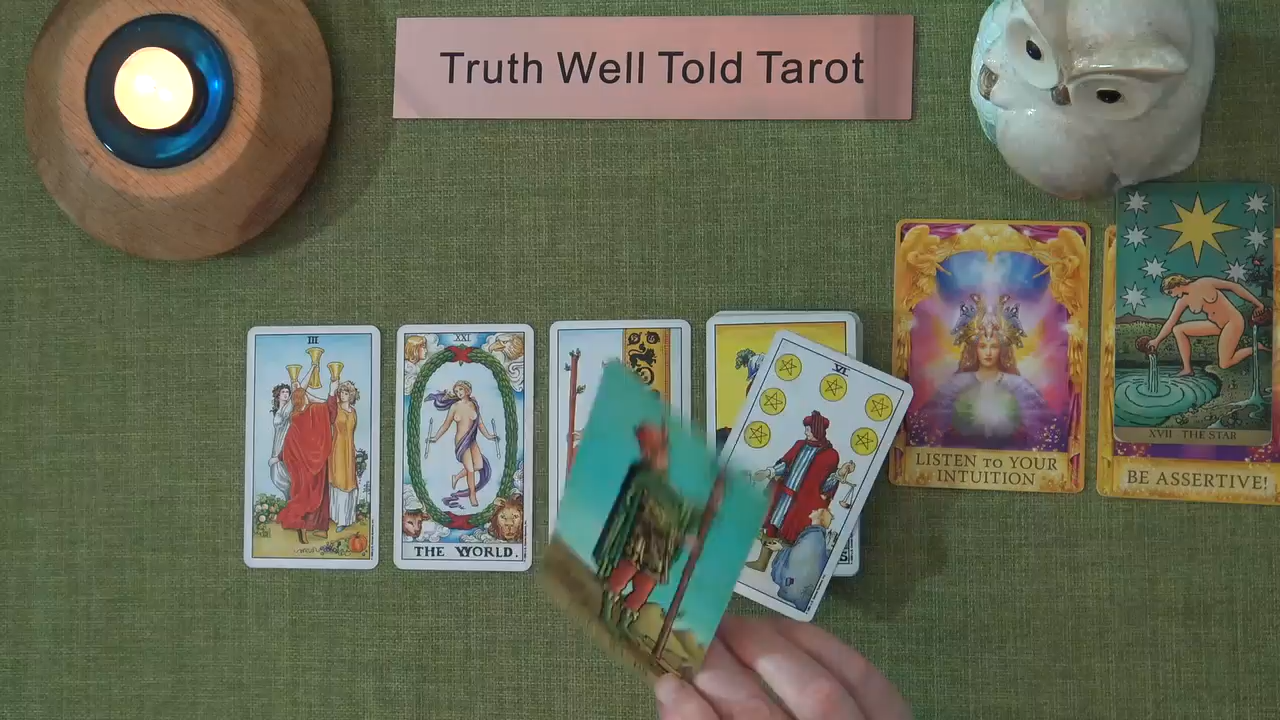 Truth Well Told Tarot
III
XXI
THE WORLD.
VI
LISTEN TO YOUR
INTUITION
XVII THE STAR
BE ASSERTIVE!